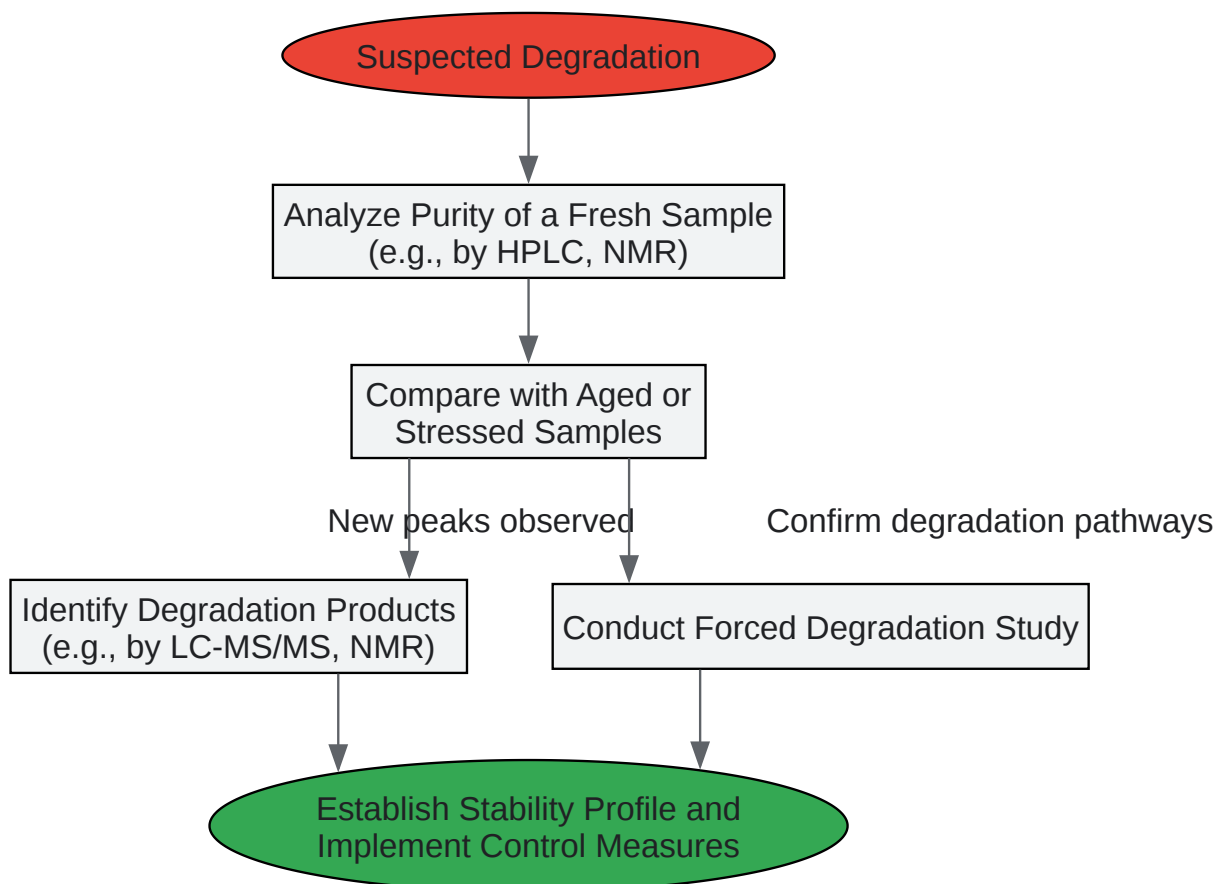 Suspected Degradation
Analyze Purity of a Fresh Sample
(e.g., by HPLC, NMR)
Compare with Aged or
Stressed Samples
New peaks observed
Confirm degradation pathways
Identify Degradation Products
(e.g., by LC-MS/MS, NMR)
Conduct Forced Degradation Study
Establish Stability Profile and
Implement Control Measures